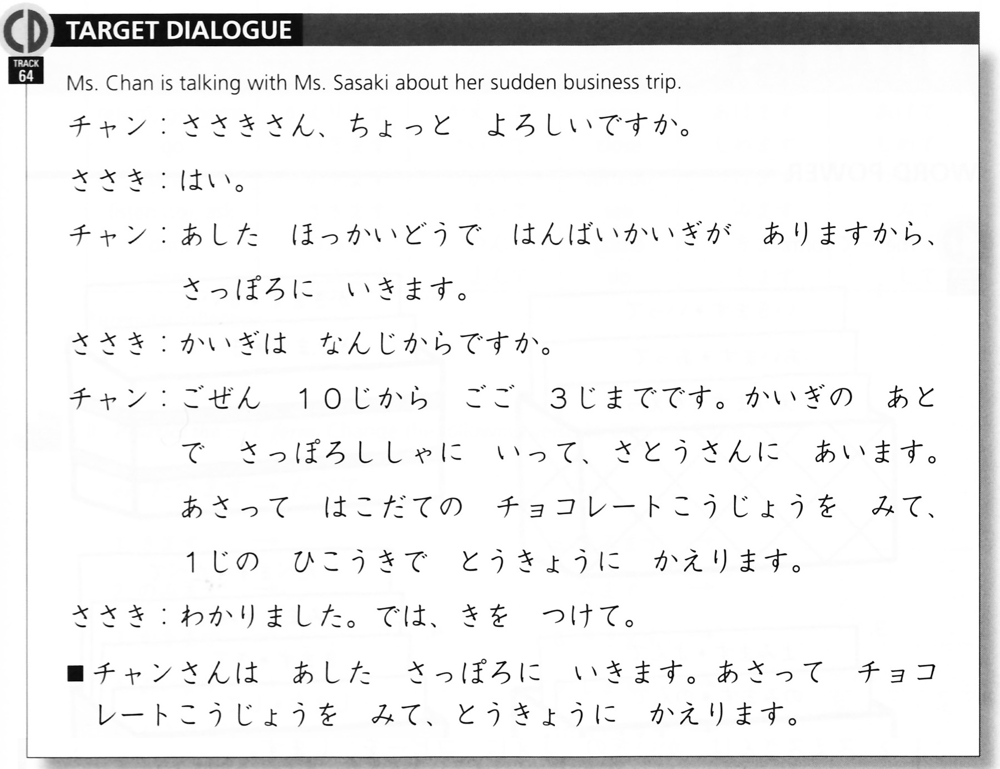 CD
TARGET DIALOGUE
TRACK
64
Ms. Chan is talking with Ms. Sasaki about her sudden business trip.
チャン：ささきさん、ちょっと　よろしいですか。
ささき：はい。
チャン：あした　ほっかいどうで　はんばいかいぎが　ありますから、
さっぽろに　いきます。
ささき：かいぎは　なんじからですか。
チャン：ごぜん　１０じから　ごご　３じまでです。かいぎの　あと
で　さっぽろししゃに　いって、さとうさんに　あいます。
あさって　はこだての　チョコレートこうじょうを　みて、
１じの　ひこうきで　とうきょうに　かえります。
ささき：わかりました。では、きを　つけて。
■チャンさんは　あした　さっぽろに　いきます。あさって　チョコ
レートこうじょうを　みて、とうきょうに　かえります。
WORD POWER